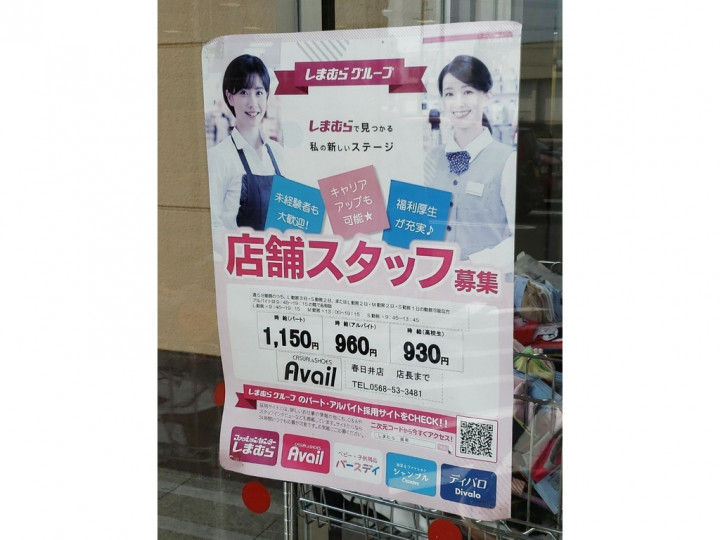 しまむらグループ
しまむらで見つかる
私の新しいステージ
未経験者も
大歓迎!
キャリア
アップも
可能★
福利厚生
が充実♪
店舗スタッフ募集
時給(パート)
1,150円
時給(アルバイト)
960円
時給(高校生)
930円
CASUAL&SHOES
Avail
春日井店 店長まで
TEL.0568-53-3481
しまむらグループのパート・アルバイト採用サイトをCHECK!!
二次元コードから今すぐアクセス!
ファッションセンター
しまむら
CASUAL&SHOES
Avail
ベビー・子供用品
バースデイ
シャンブル
Chambre
ディバロ
Divalo